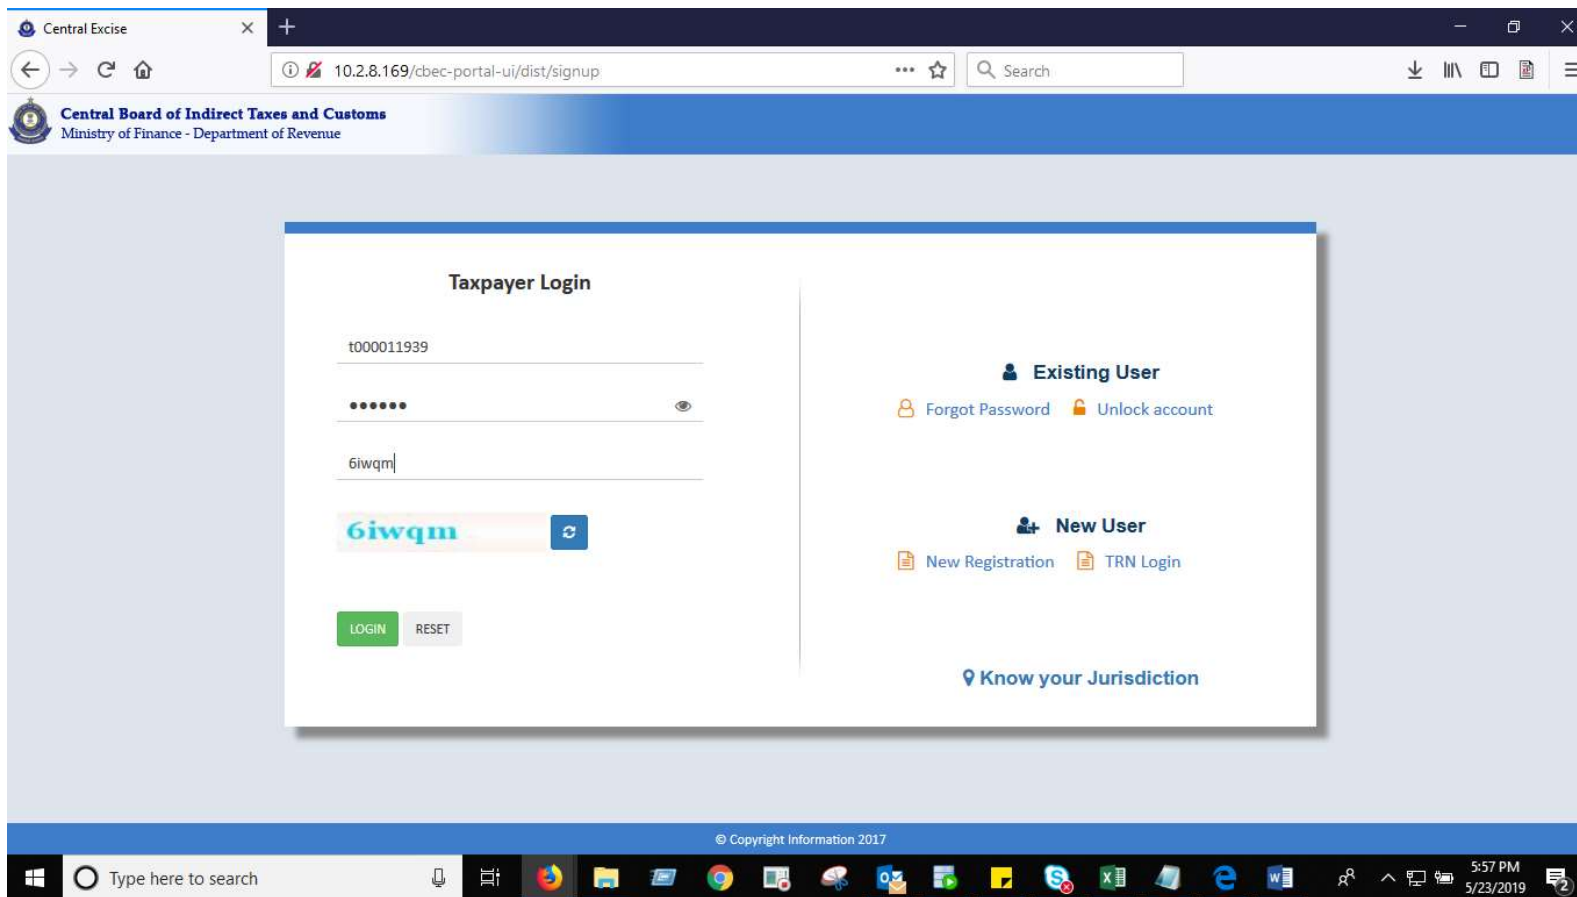 Central Excise
10.2.8.169/cbec-portal-ui/dist/signup
Search
Central Board of Indirect Taxes and Customs
Ministry of Finance - Department of Revenue
Taxpayer Login
t000011939
6iwqm
6iwqm
LOGIN RESET
Existing User
Forgot Password Unlock account
New User
New Registration TRN Login
Know your Jurisdiction
© Copyright Information 2017
Type here to search
5:57 PM
5/23/2019
2